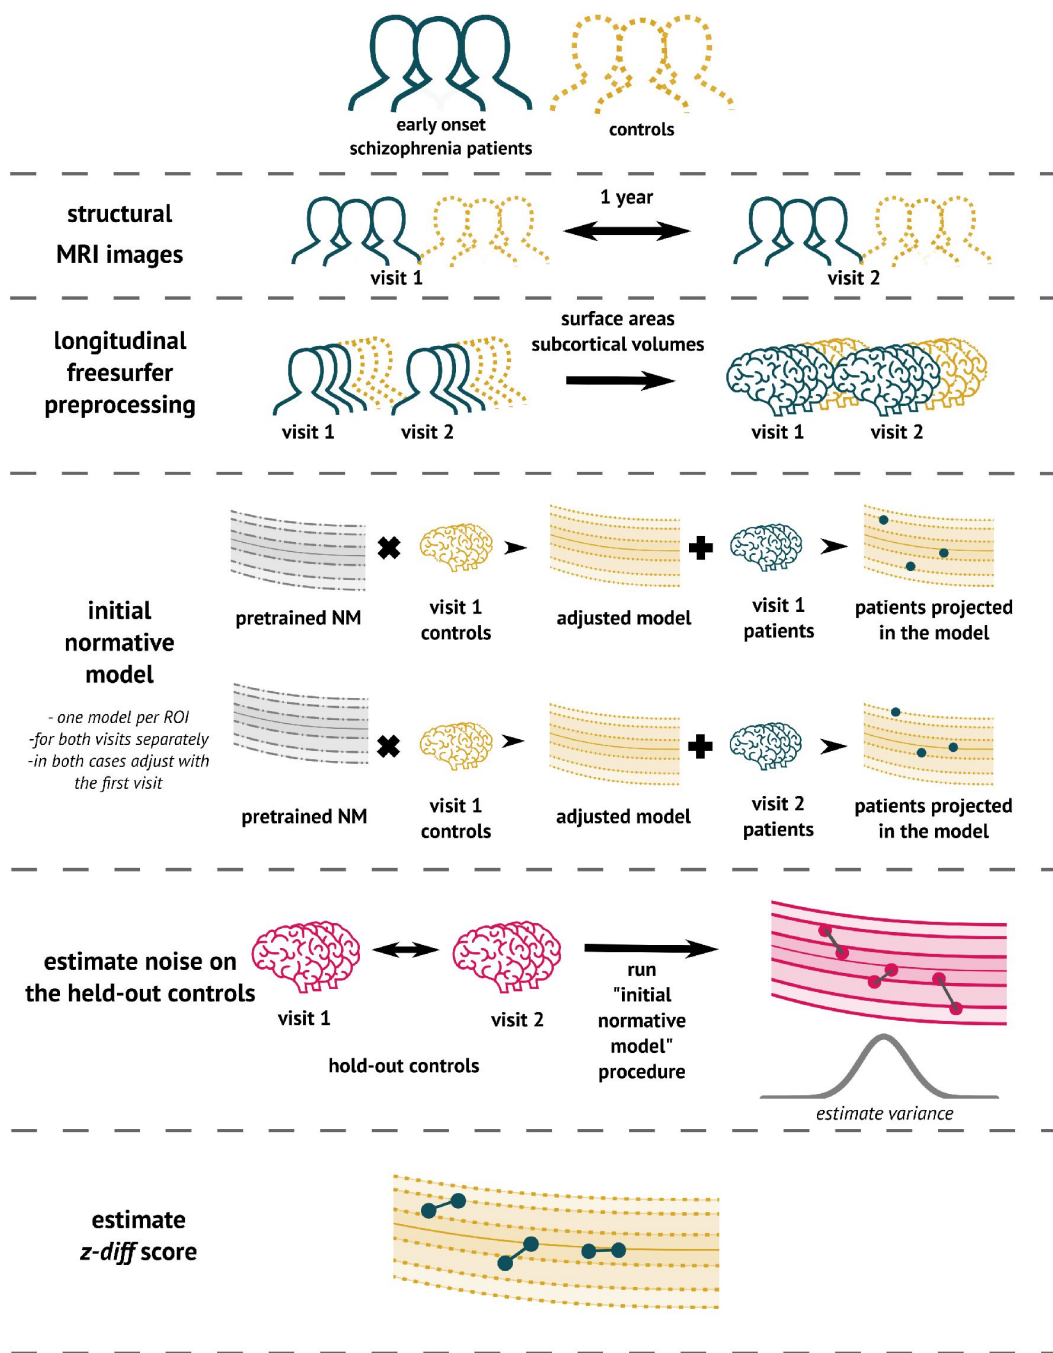 early onset
schizophrenia patients
controls
structural
MRI images
1 year
visit 1
visit 2
longitudinal
freesurfer
preprocessing
surface areas
subcortical volumes
visit 1
visit 2
visit 1
visit 2
initial
normative
model
- one model per ROI
-for both visits separately
-in both cases adjust with
the first visit
pretrained NM
visit 1
controls
adjusted model
visit 1
patients
patients projected
in the model
pretrained NM
visit 1
controls
adjusted model
visit 2
patients
patients projected
in the model
estimate noise on
the held-out controls
visit 1
visit 2
hold-out controls
run
"initial
normative
model"
procedure
estimate variance
estimate
z-diff score